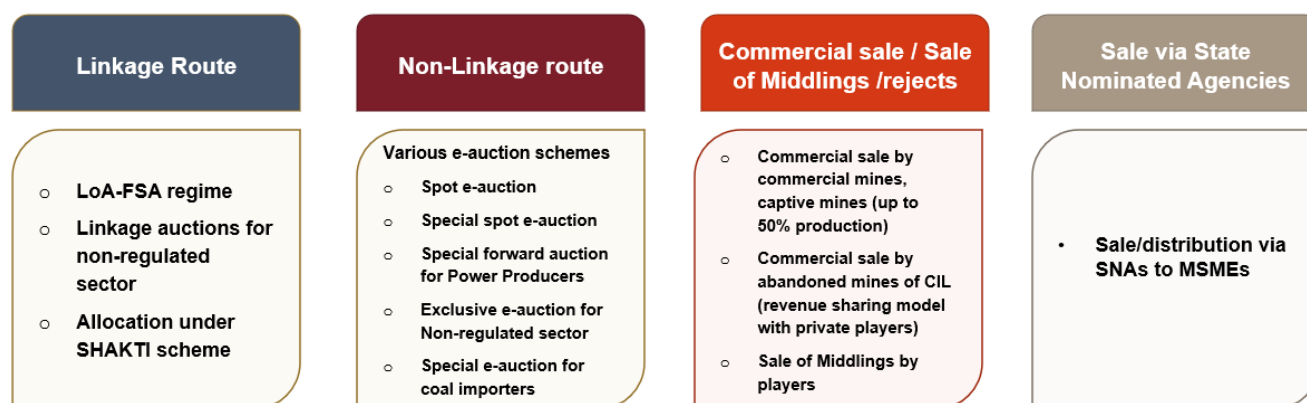 Linkage Route
o LoA-FSA regime
o Linkage auctions for
non-regulated
sector
o Allocation under
SHAKTI scheme
Non-Linkage route
Various e-auction schemes
o Spot e-auction
o Special spot e-auction
o Special forward auction
for Power Producers
o Exclusive e-auction for
Non-regulated sector
o Special e-auction for
coal importers
Commercial sale / Sale
of Middlings /rejects
o Commercial sale by
commercial mines,
captive mines (up to
50% production)
o Commercial sale by
abandoned mines of CIL
(revenue sharing model
with private players)
o Sale of Middlings by
players
Sale via State
Nominated Agencies
• Sale/distribution via
SNAs to MSMEs